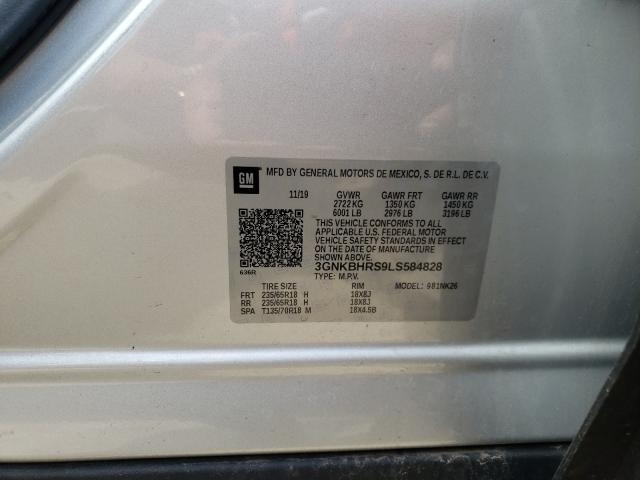 GM MFD BY GENERAL MOTORS DE MEXICO, S. DE R.L. DE C.V.
11/19 GVWR GAWR FRT GAWR RR
2722 KG 1350 KG 1450 KG
6001 LB 2976 LB 3196 LB
THIS VEHICLE CONFORMS TO ALL
APPLICABLE U.S. FEDERAL MOTOR
VEHICLE SAFETY STANDARDS IN EFFECT
ON THE DATE OF MANUFACTURE SHOWN ABOVE.
3GNKBHRS9LS584828
636R TYPE: M.P.V.
TIRE SIZE RIM MODEL: 981NK26
FRT 235/65R18 H 18X8J
RR 235/65R18 H 18X8J
SPA T135/70R18 M 18X4.5B